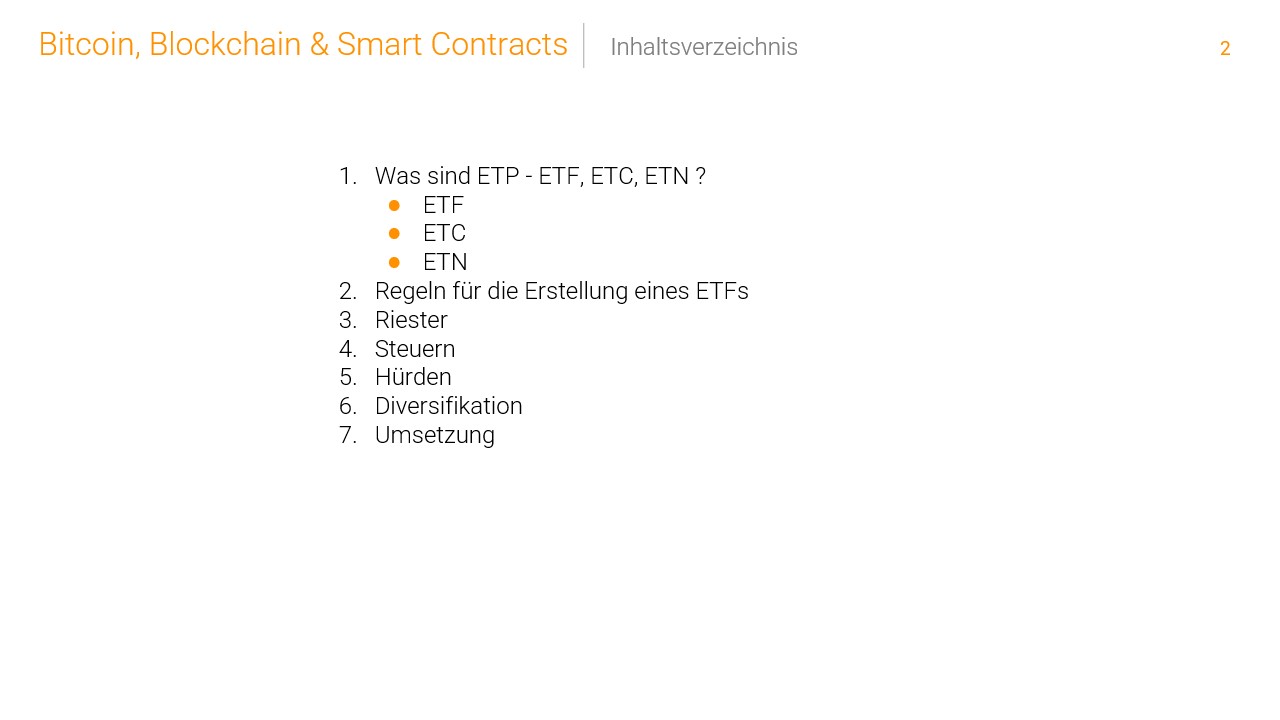 Bitcoin, Blockchain & Smart Contracts
Inhaltsverzeichnis
2
1. Was sind ETP - ETF, ETC, ETN ?
● ETF
● ETC
● ETN
2. Regeln für die Erstellung eines ETFs
3. Riester
4. Steuern
5. Hürden
6. Diversifikation
7. Umsetzung